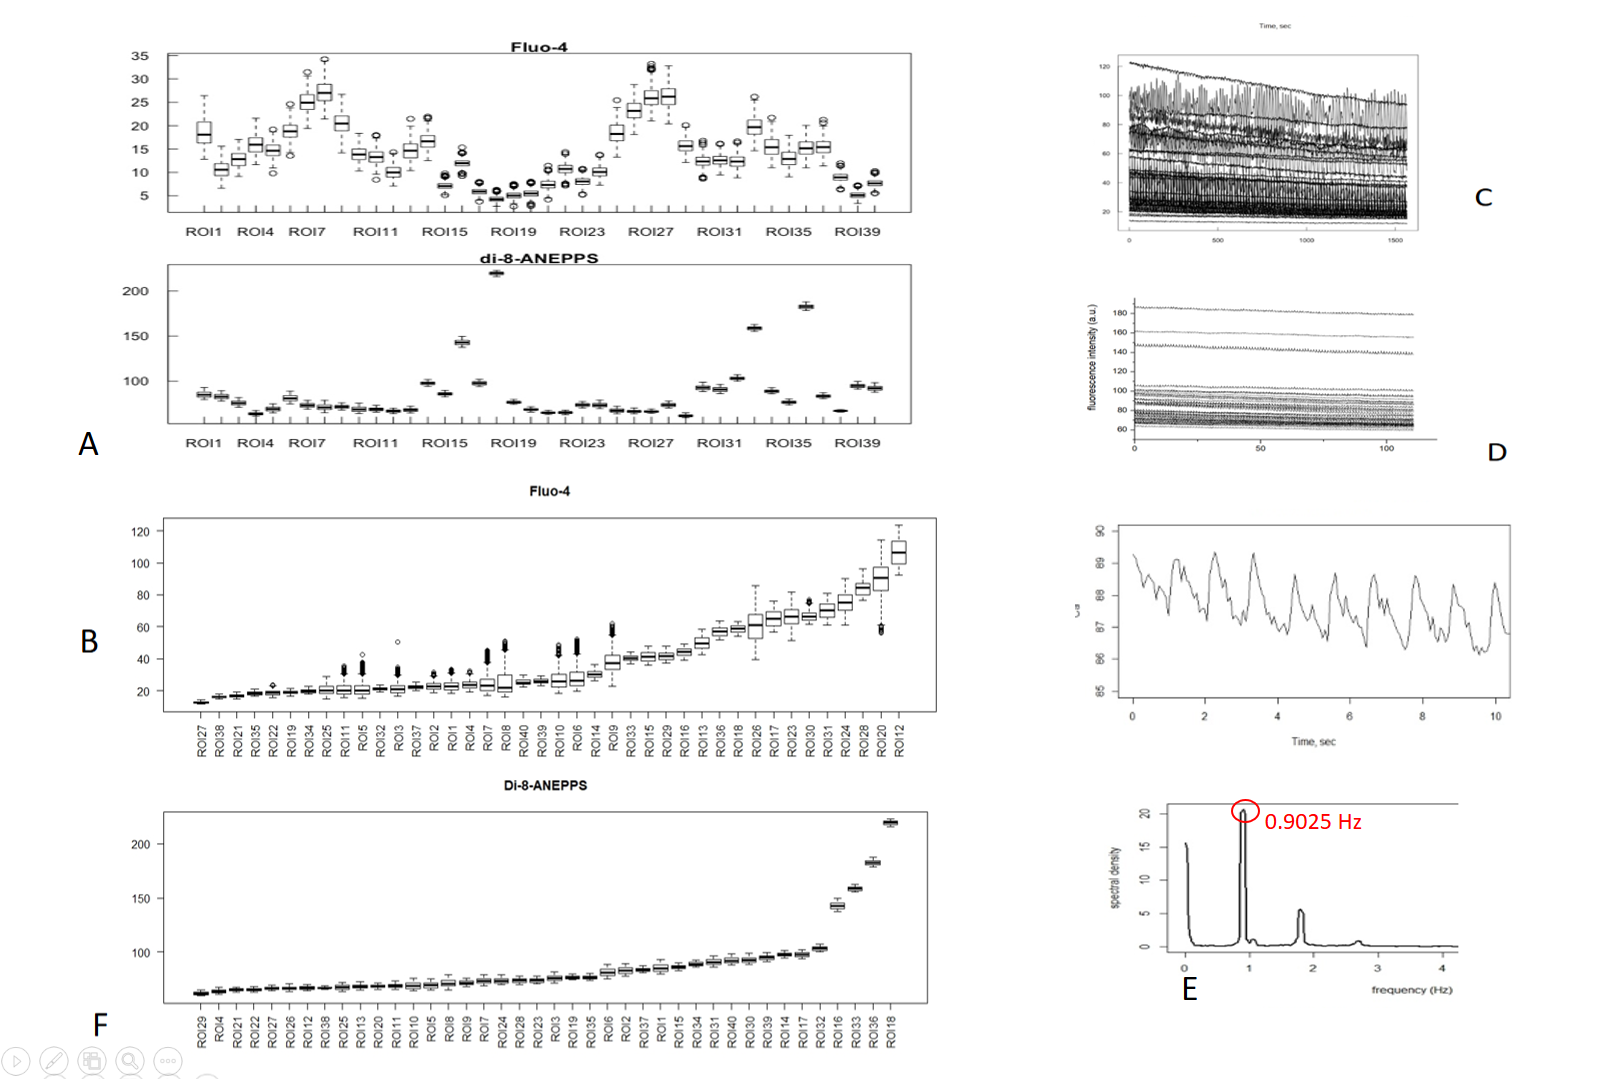 Fluo-4
35
30
25
20
15
10
5
ROI1 ROI4 ROI7 ROI11 ROI15 ROI19 ROI23 ROI27 ROI31 ROI35 ROI39
di-8-ANEPPS
200
150
100
ROI1 ROI4 ROI7 ROI11 ROI15 ROI19 ROI23 ROI27 ROI31 ROI35 ROI39
A
Fluo-4
120
100
80
60
40
20
ROI27 ROI38 ROI21 ROI35 ROI22 ROI19 ROI34 ROI25 ROI11 ROI5 ROI32 ROI3 ROI37 ROI2 ROI1 ROI4 ROI7 ROI8 ROI40 ROI39 ROI10 ROI6 ROI14 ROI9 ROI33 ROI15 ROI29 ROI16 ROI13 ROI36 ROI18 ROI26 ROI17 ROI23 ROI30 ROI31 ROI24 ROI28 ROI20 ROI12
B
Di-8-ANEPPS
200
150
100
ROI29 ROI4 ROI21 ROI22 ROI27 ROI26 ROI12 ROI38 ROI25 ROI13 ROI20 ROI11 ROI10 ROI5 ROI8 ROI9 ROI7 ROI24 ROI28 ROI23 ROI3 ROI19 ROI35 ROI6 ROI2 ROI37 ROI1 ROI15 ROI34 ROI31 ROI40 ROI30 ROI39 ROI14 ROI17 ROI32 ROI16 ROI33 ROI36 ROI18
F
Time, sec
120
100
80
60
40
20
0 500 1000 1500
C
fluorescence intensity (a.u.)
180
160
140
120
100
80
60
0 50 100
D
90
89
88
87
86
85
0 2 4 6 8 10
Time, sec
0.9025 Hz
spectral density
20
15
10
5
0
0 1 2 3 4
frequency (Hz)
E